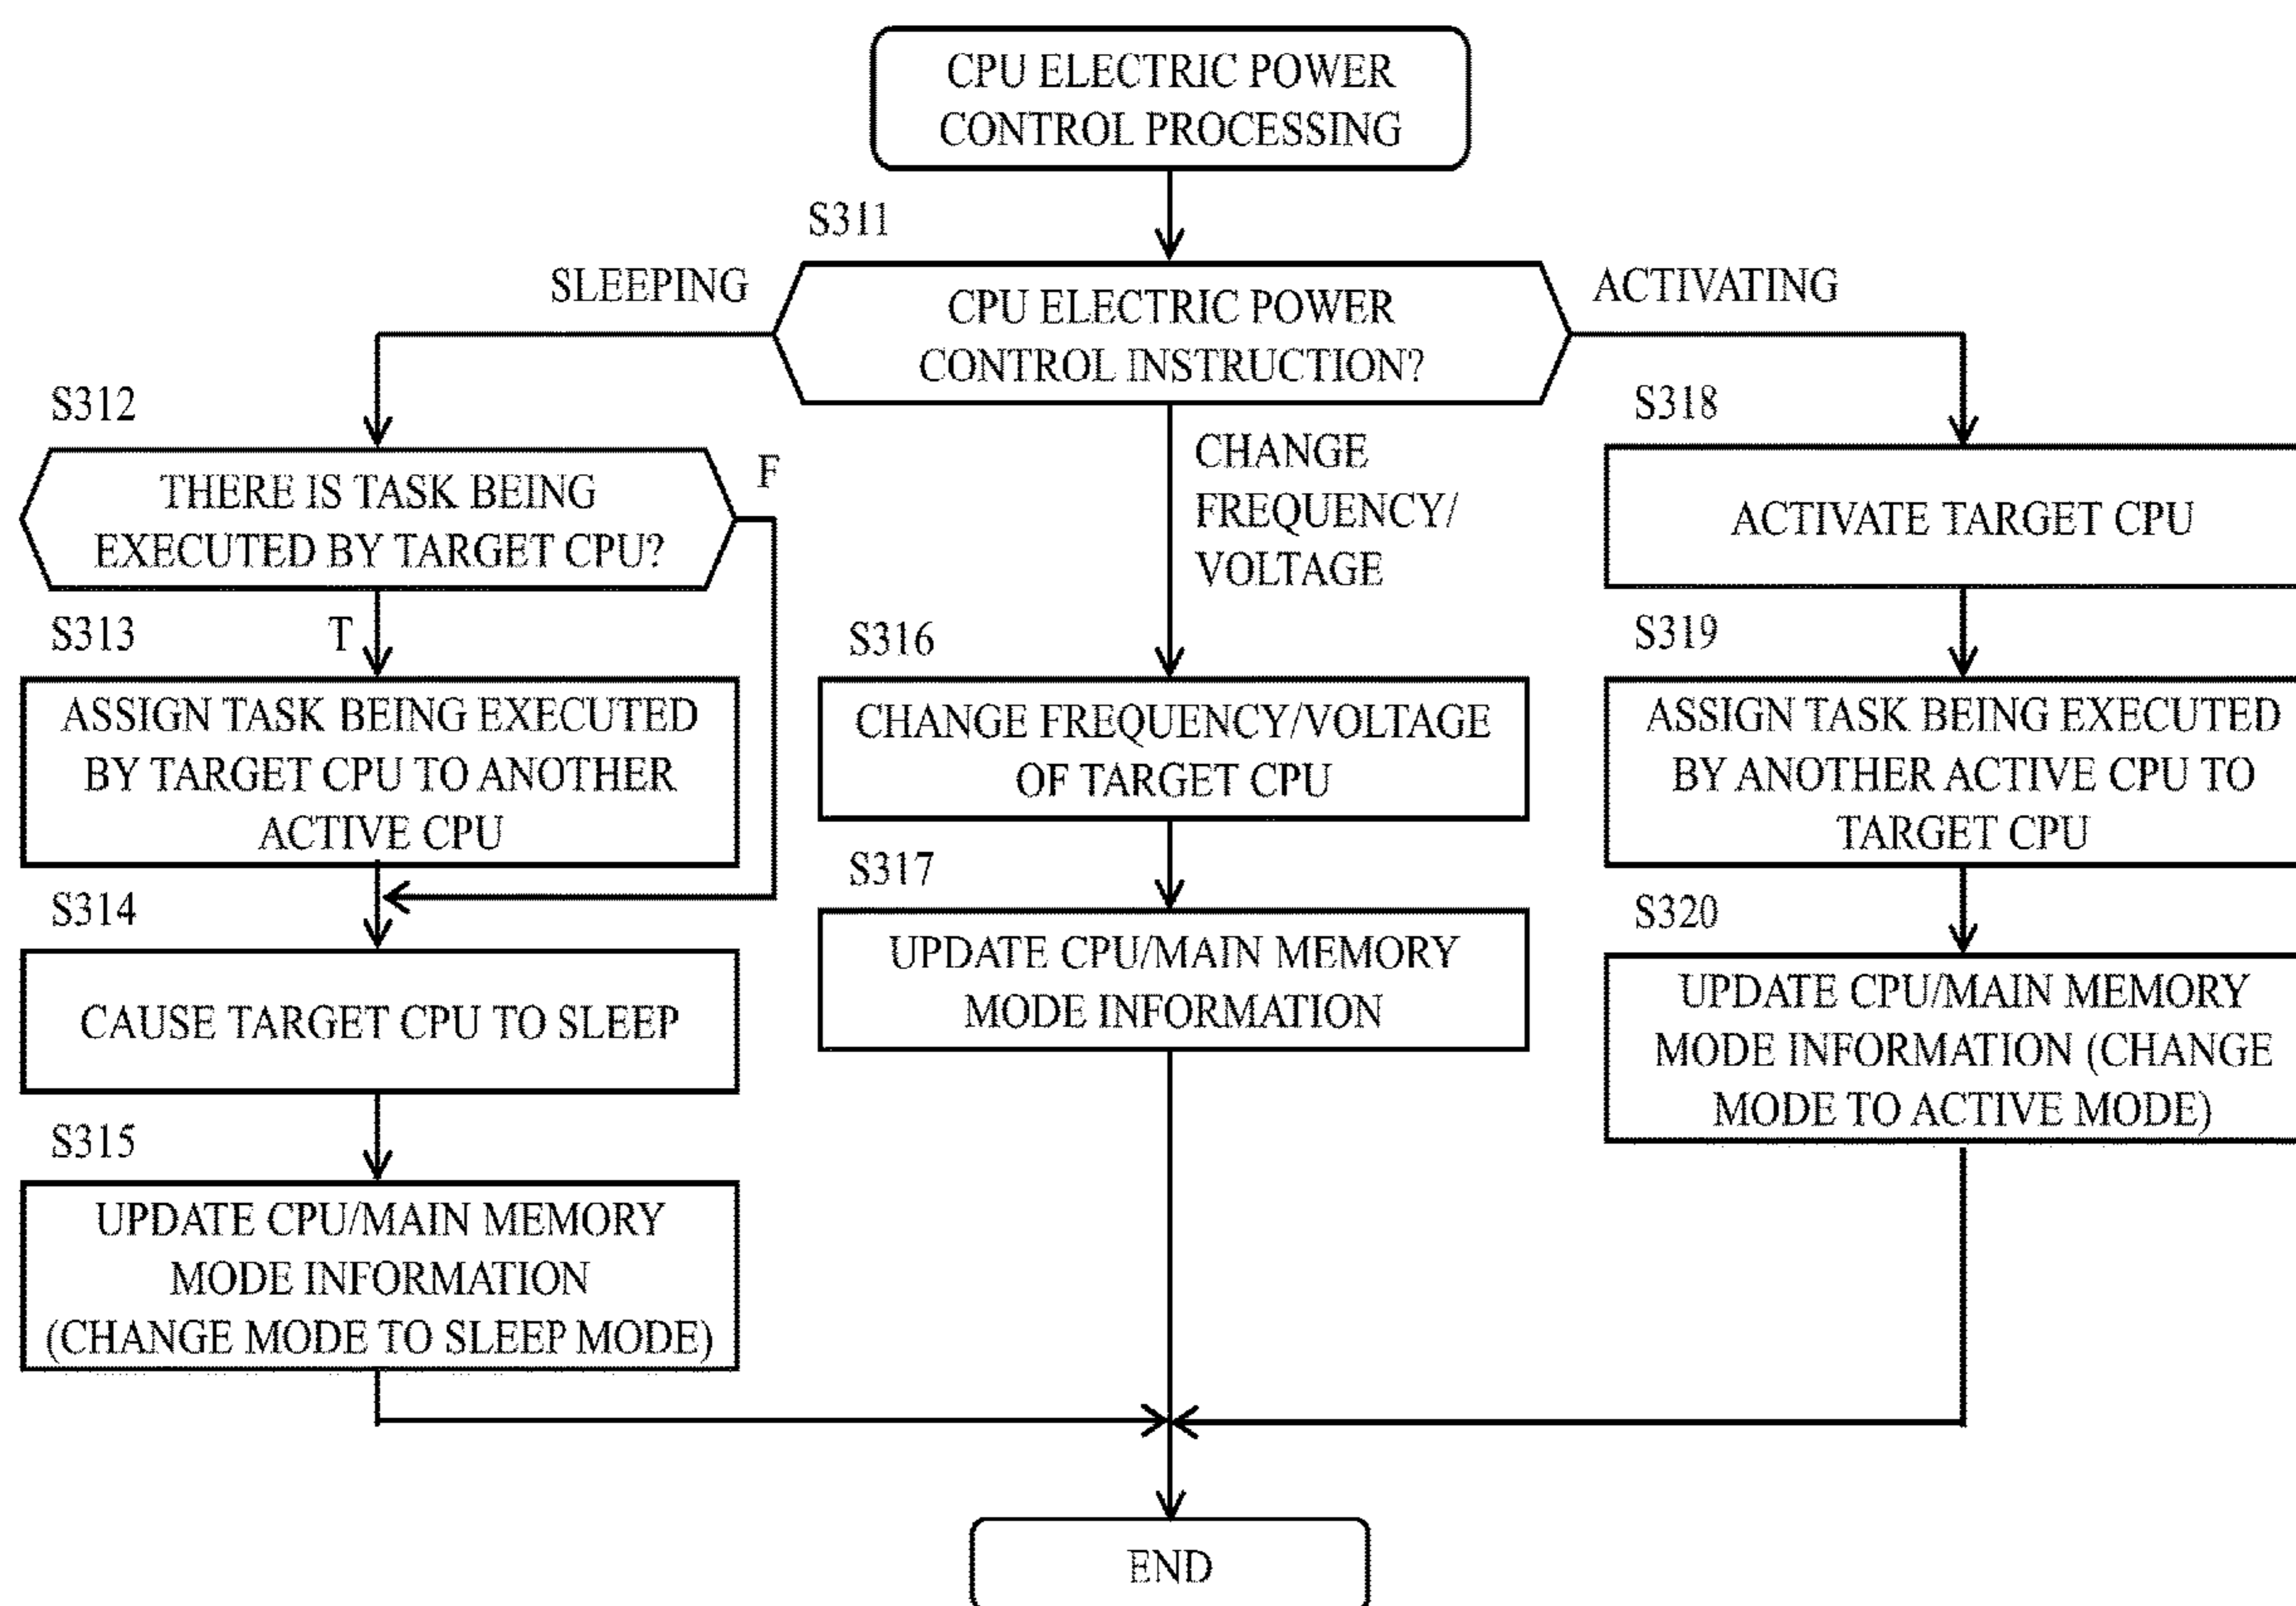 CPU ELECTRIC POWER
CONTROL PROCESSING
S311
SLEEPING
CPU ELECTRIC POWER
CONTROL INSTRUCTION?
ACTIVATING
S312
THERE IS TASK BEING
EXECUTED BY TARGET CPU?
F
T
S313
ASSIGN TASK BEING EXECUTED
BY TARGET CPU TO ANOTHER
ACTIVE CPU
S314
CAUSE TARGET CPU TO SLEEP
S315
UPDATE CPU/MAIN MEMORY
MODE INFORMATION
(CHANGE MODE TO SLEEP MODE)
CHANGE
FREQUENCY/
VOLTAGE
S316
CHANGE FREQUENCY/VOLTAGE
OF TARGET CPU
S317
UPDATE CPU/MAIN MEMORY
MODE INFORMATION
S318
ACTIVATE TARGET CPU
S319
ASSIGN TASK BEING EXECUTED
BY ANOTHER ACTIVE CPU TO
TARGET CPU
S320
UPDATE CPU/MAIN MEMORY
MODE INFORMATION (CHANGE
MODE TO ACTIVE MODE)
END